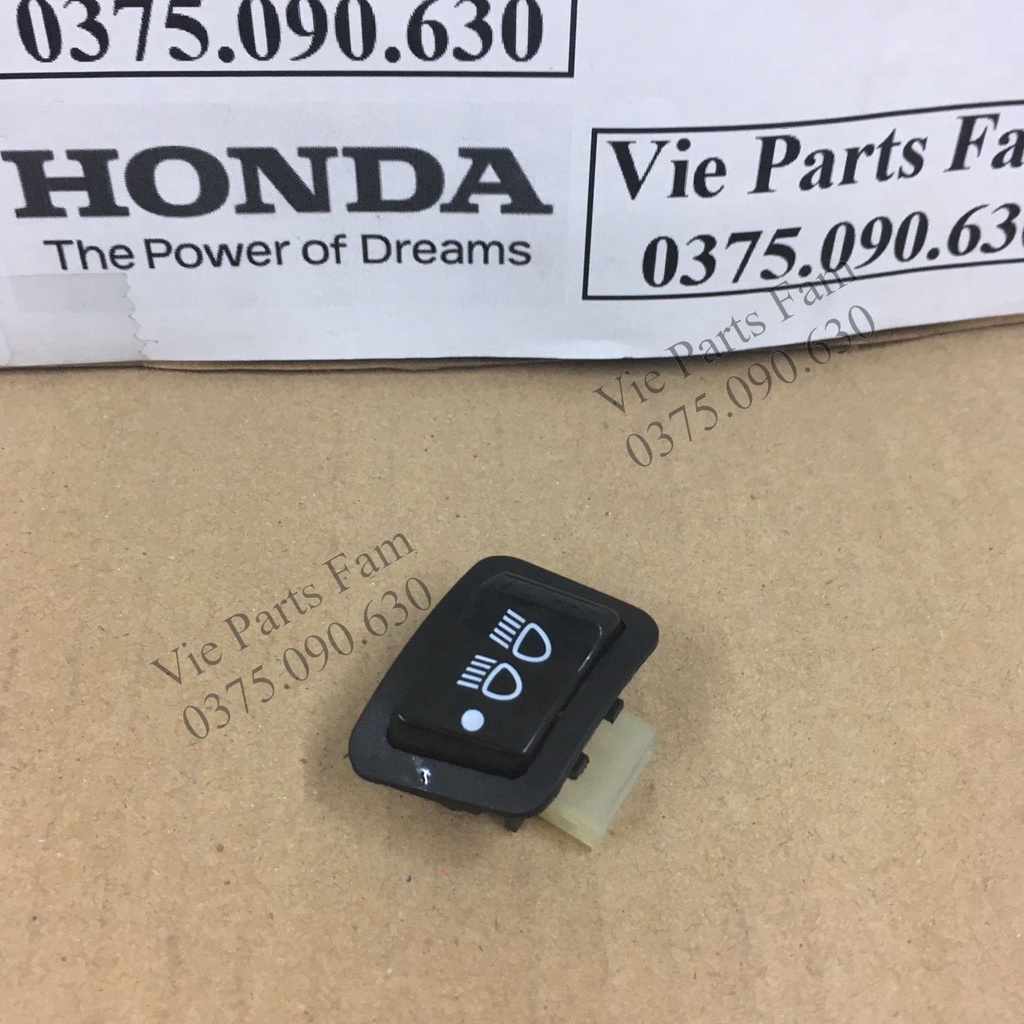 0375.090.630
HONDA
The Power of Dreams
Vie Parts Fa
0375.090.63
Vie Parts Fam
0375.090.630
Vie Parts Fam
0375.090.630